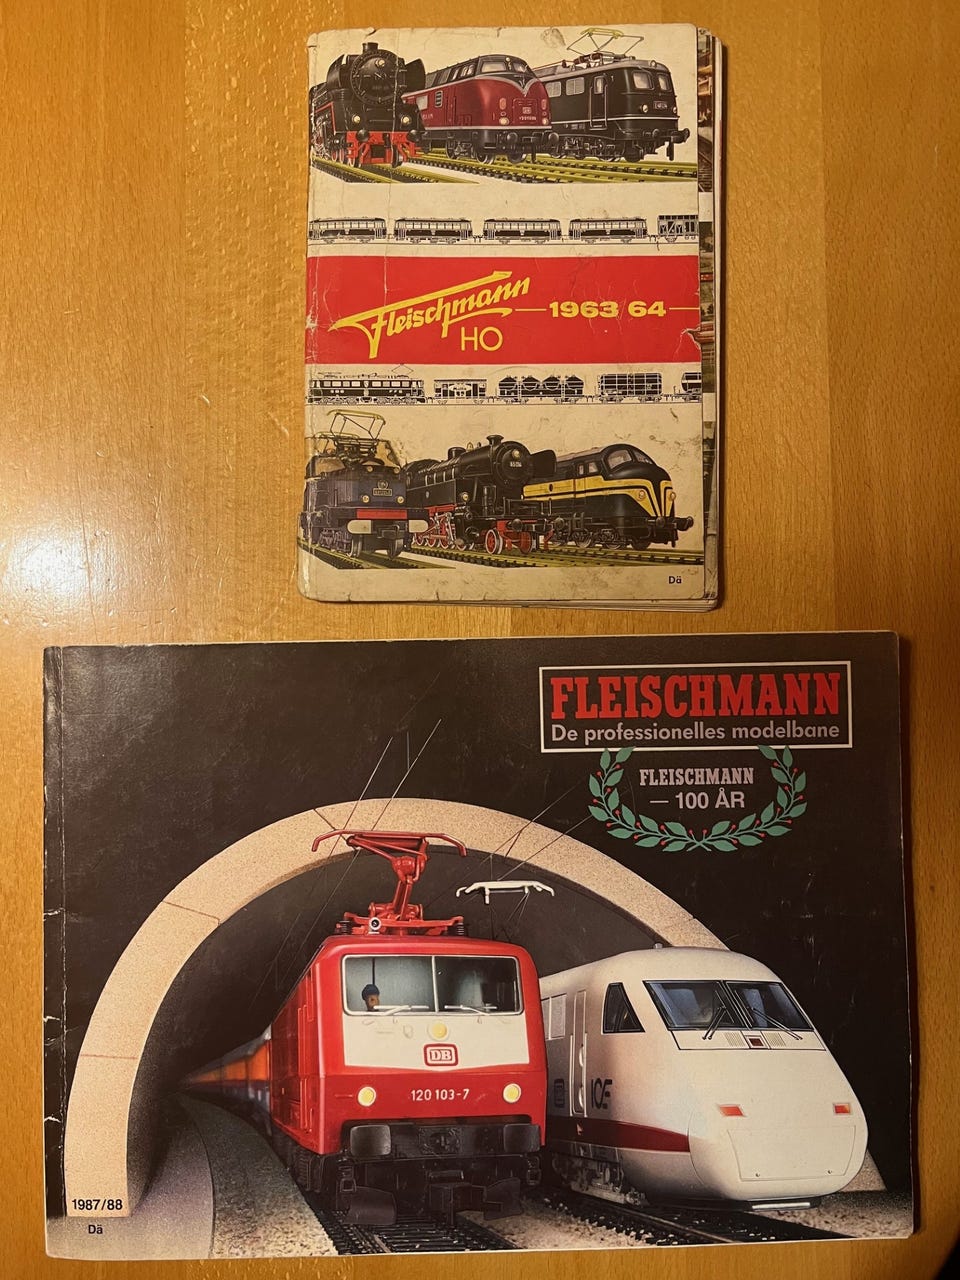 Fleischmann
HO
1963/64
Dä
FLEISCHMANN
De professionelles modelbane
FLEISCHMANN
— 100 ÅR
DB
120 103-7
ICE
1987/88
Dä